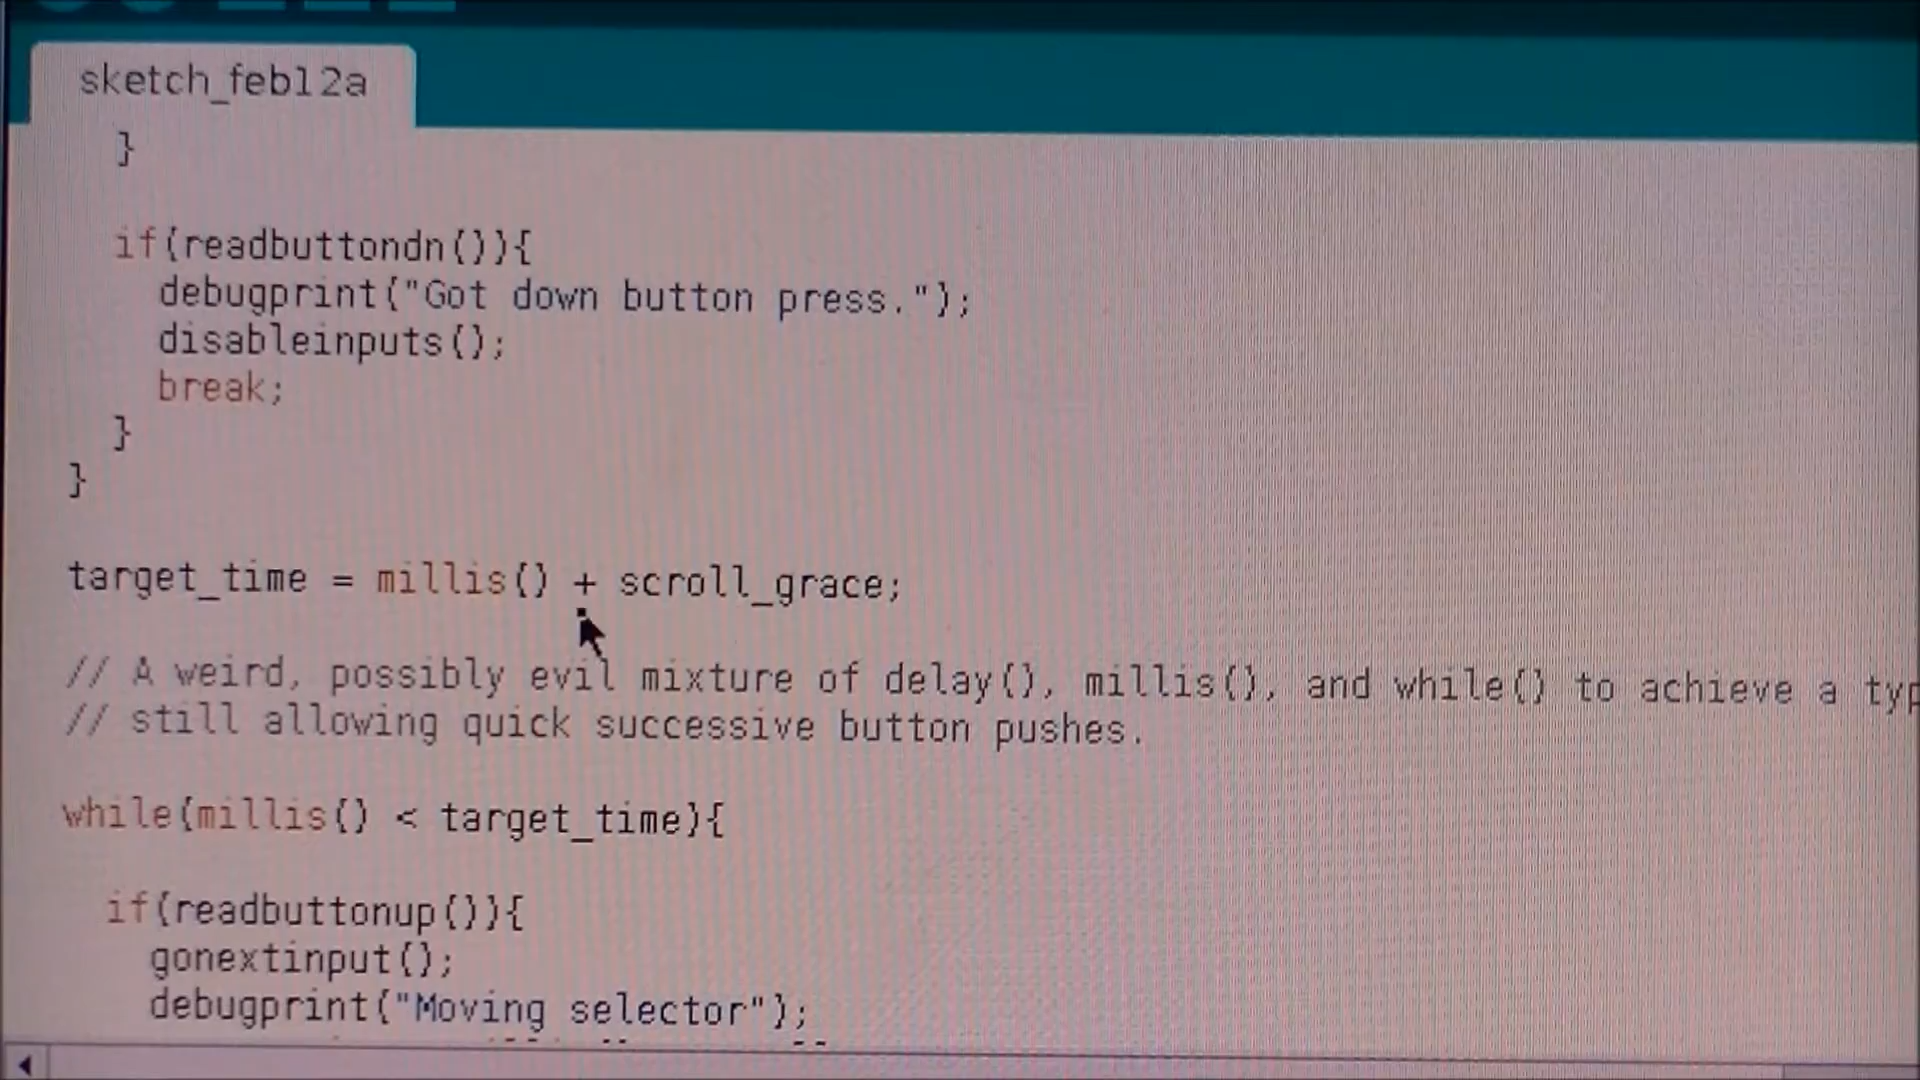 sketch_feb12a
}
if(readbuttondn()){
debugprint("Got down button press.");
disableinputs();
break;
}
}
target_time = millis() + scroll_grace;
// A weird, possibly evil mixture of delay(), millis(), and while() to achieve a typ
// still allowing quick successive button pushes.
while(millis() < target_time){
if(readbuttonup()){
gonextinput();
debugprint("Moving selector");